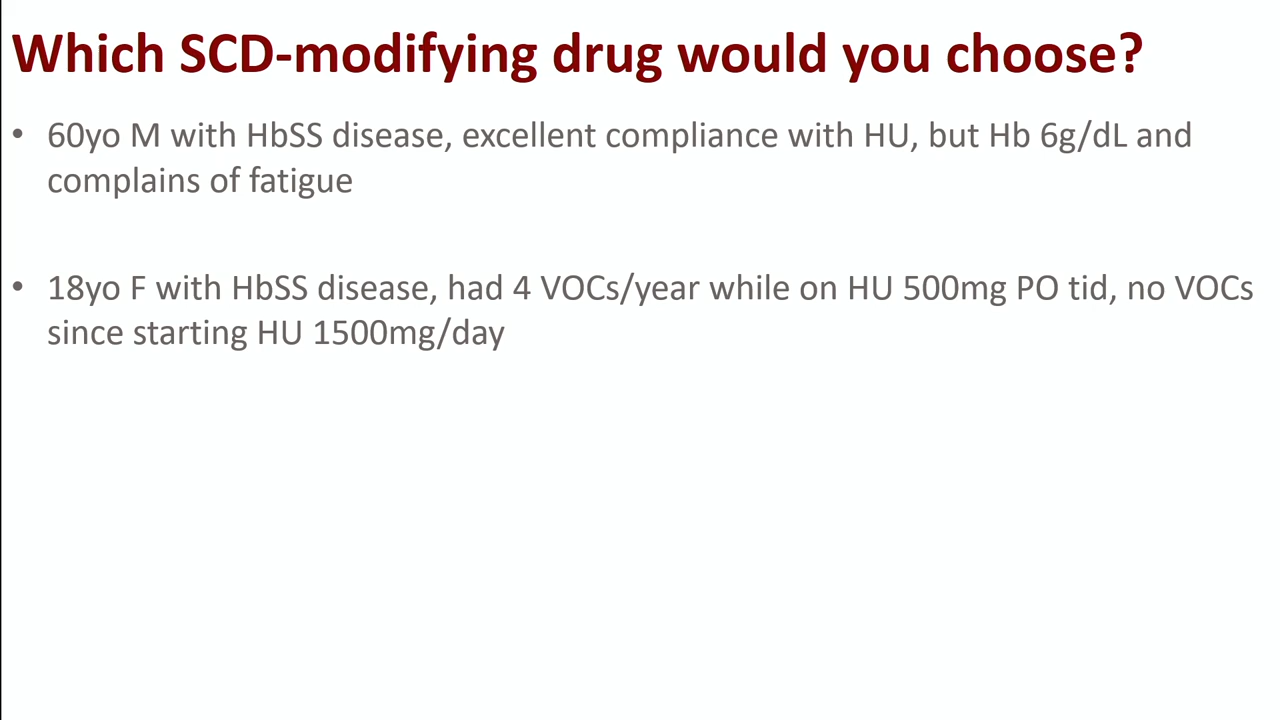 Which SCD-modifying drug would you choose?
• 60yo M with HbSS disease, excellent compliance with HU, but Hb 6g/dL and
complains of fatigue
• 18yo F with HbSS disease, had 4 VOCs/year while on HU 500mg PO tid, no VOCs
since starting HU 1500mg/day